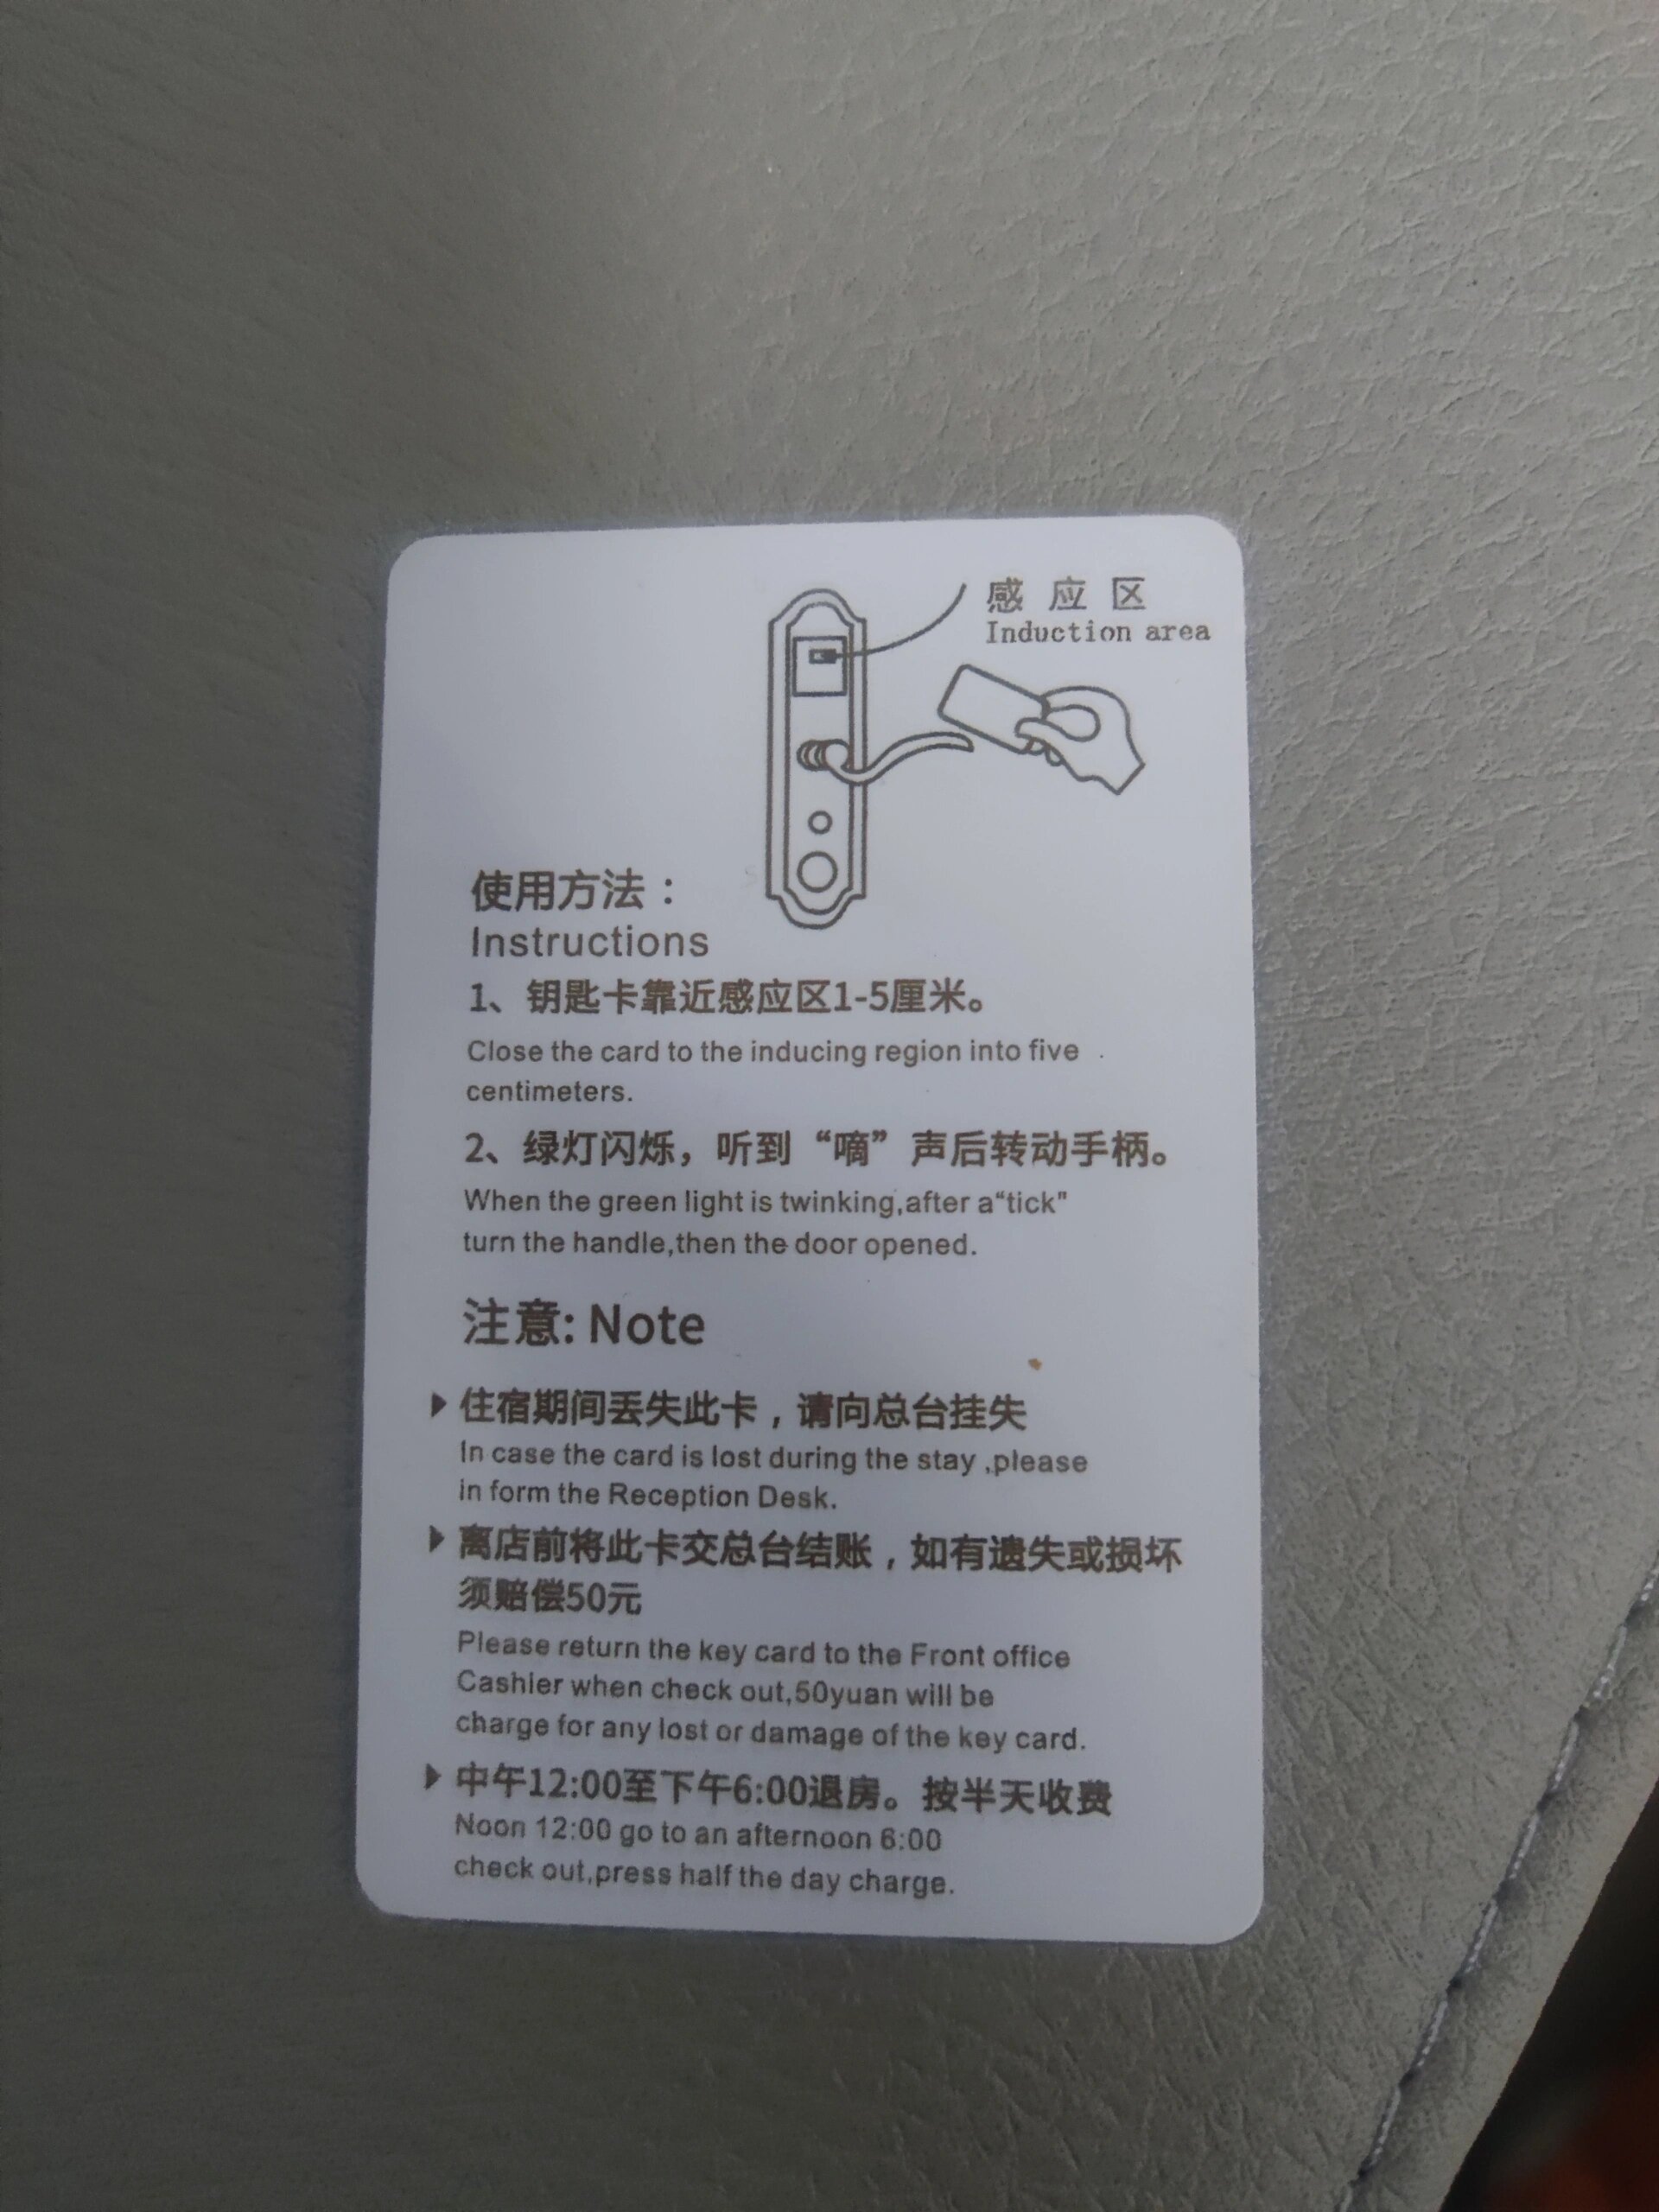 感应区
Induction area
使用方法：
Instructions
1、钥匙卡靠近感应区1-5厘米。
Close the card to the inducing region into five
centimeters.
2、绿灯闪烁，听到“嘀”声后转动手柄。
When the green light is twinking,after a“tick"
turn the handle,then the door opened.
注意: Note
住宿期间丢失此卡，请向总台挂失
In case the card is lost during the stay ,please
in form the Reception Desk.
离店前将此卡交总台结账，如有遗失或损坏
须赔偿50元
Please return the key card to the Front office
Cashier when check out,50yuan will be
charge for any lost or damage of the key card.
中午12:00至下午6:00退房。按半天收费
Noon 12:00 go to an afternoon 6:00
check out,press half the day charge.